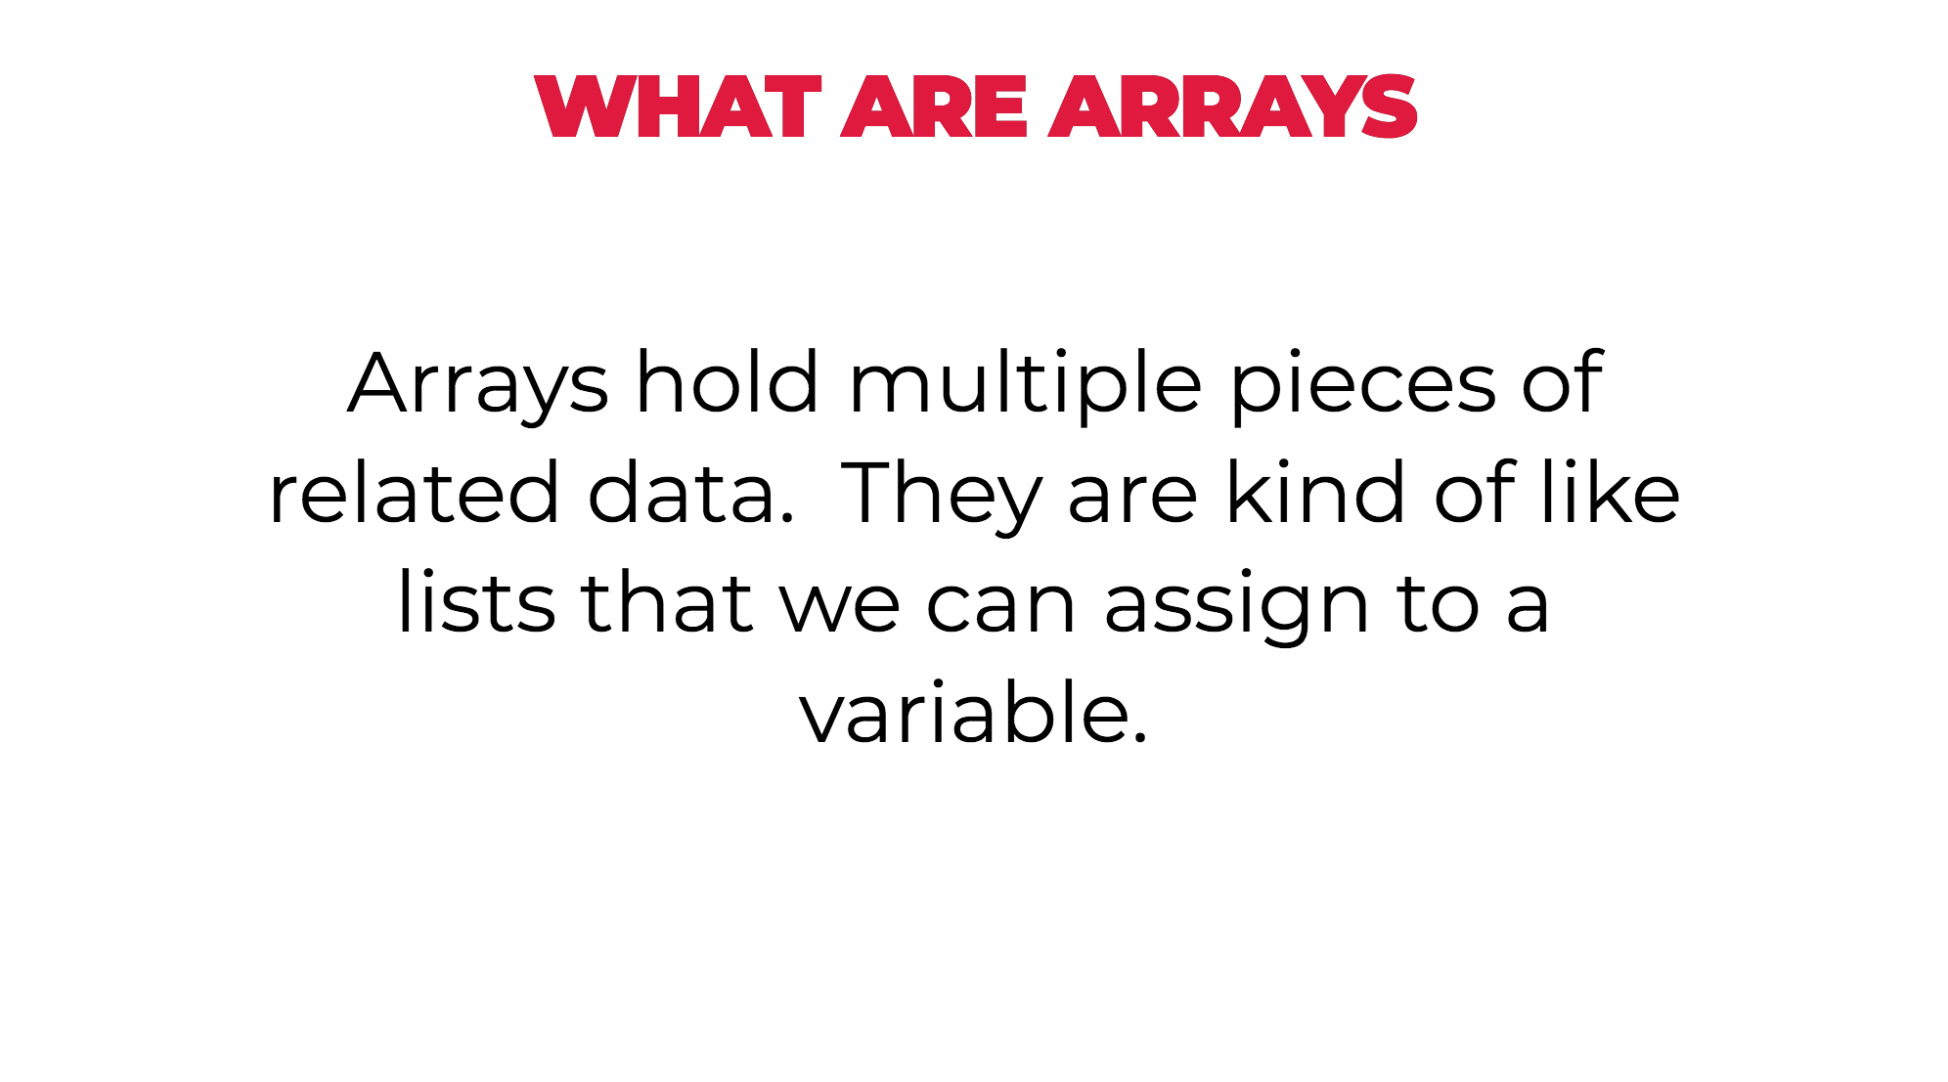 WHAT ARE ARRAYS
Arrays hold multiple pieces of
related data.  They are kind of like
lists that we can assign to a
variable.